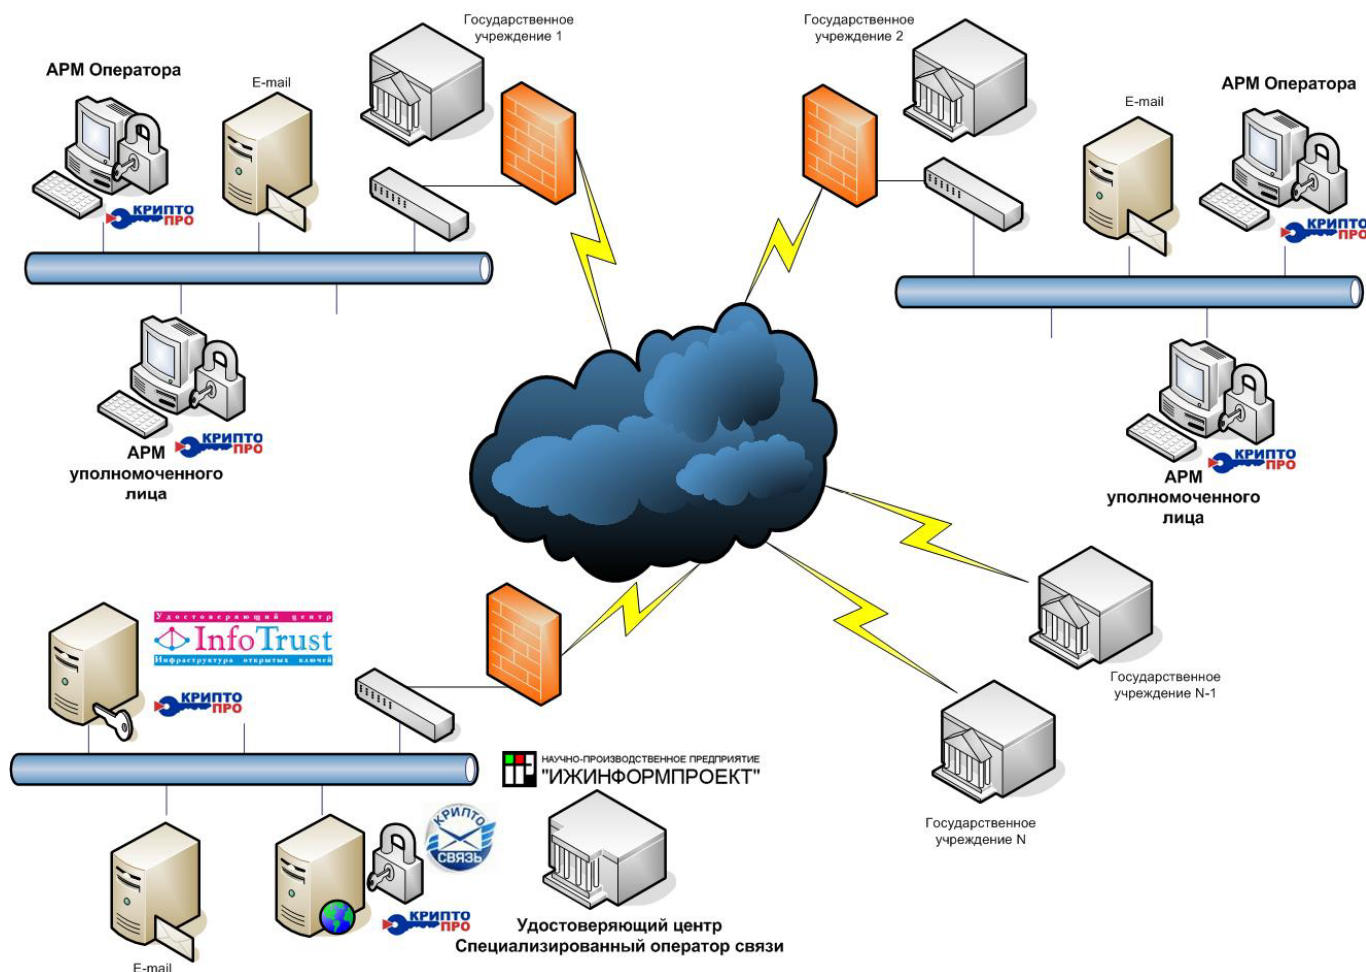 Государственное
учреждение 1
АРМ Оператора
E-mail
КРИПТО
ПРО
АРМ
уполномоченного
лица
КРИПТО
ПРО
Государственное
учреждение 2
АРМ Оператора
E-mail
КРИПТО
ПРО
АРМ
уполномоченного
лица
КРИПТО
ПРО
Государственное
учреждение N-1
Государственное
учреждение N
Удостоверяющий центр
InfoTrust
Инфраструктура открытых ключей
КРИПТО
ПРО
НАУЧНО-ПРОИЗВОДСТВЕННОЕ ПРЕДПРИЯТИЕ
"ИЖИНФОРМПРОЕКТ"
КРИПТО
СВЯЗЬ
КРИПТО
ПРО
E-mail
Удостоверяющий центр
Специализированный оператор связи